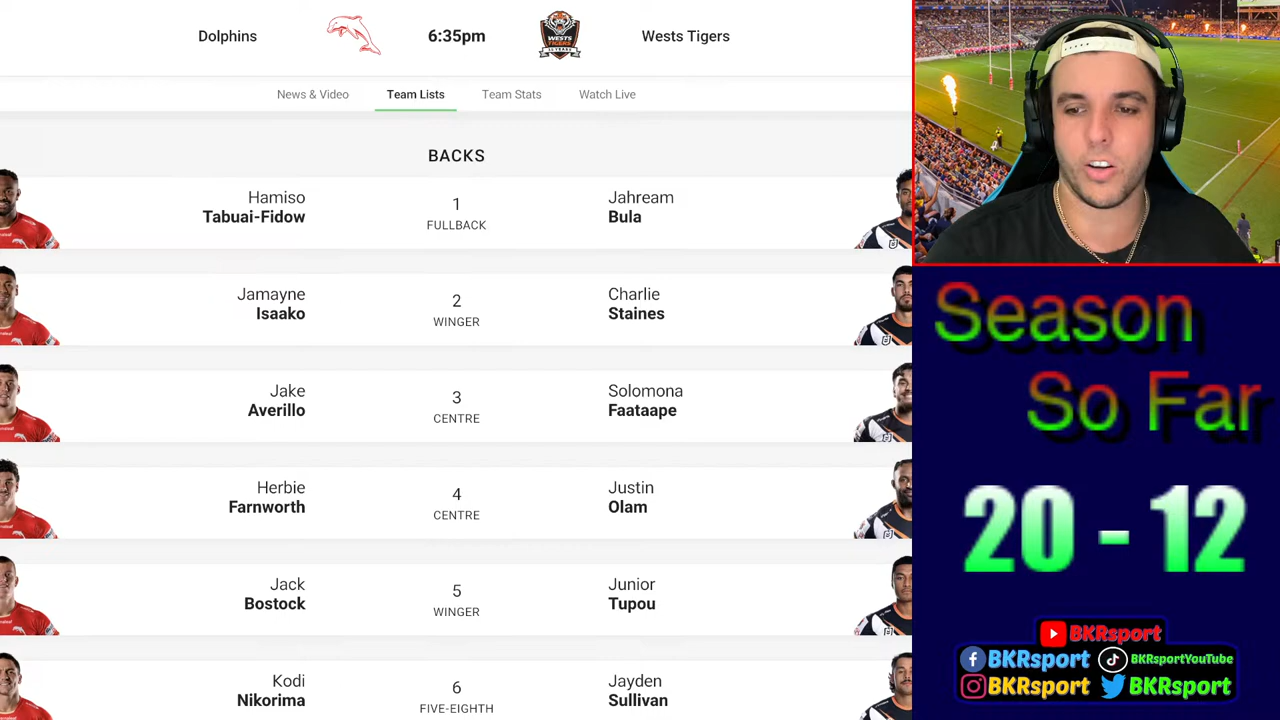 Dolphins
6:35pm
WESTS
TIGERS
Wests Tigers
News & Video
Team Lists
Team Stats
Watch Live
BACKS
Hamiso
Tabuai-Fidow
1
FULLBACK
Jahream
Bula
Jamayne
Isaako
2
WINGER
Charlie
Staines
Jake
Averillo
3
CENTRE
Solomona
Faataape
Herbie
Farnworth
4
CENTRE
Justin
Olam
Jack
Bostock
5
WINGER
Junior
Tupou
Kodi
Nikorima
6
FIVE-EIGHTH
Jayden
Sullivan
Season
So Far
20 - 12
BKRsport
BKRsport
BKRsportYouTube
BKRsport
BKRsport